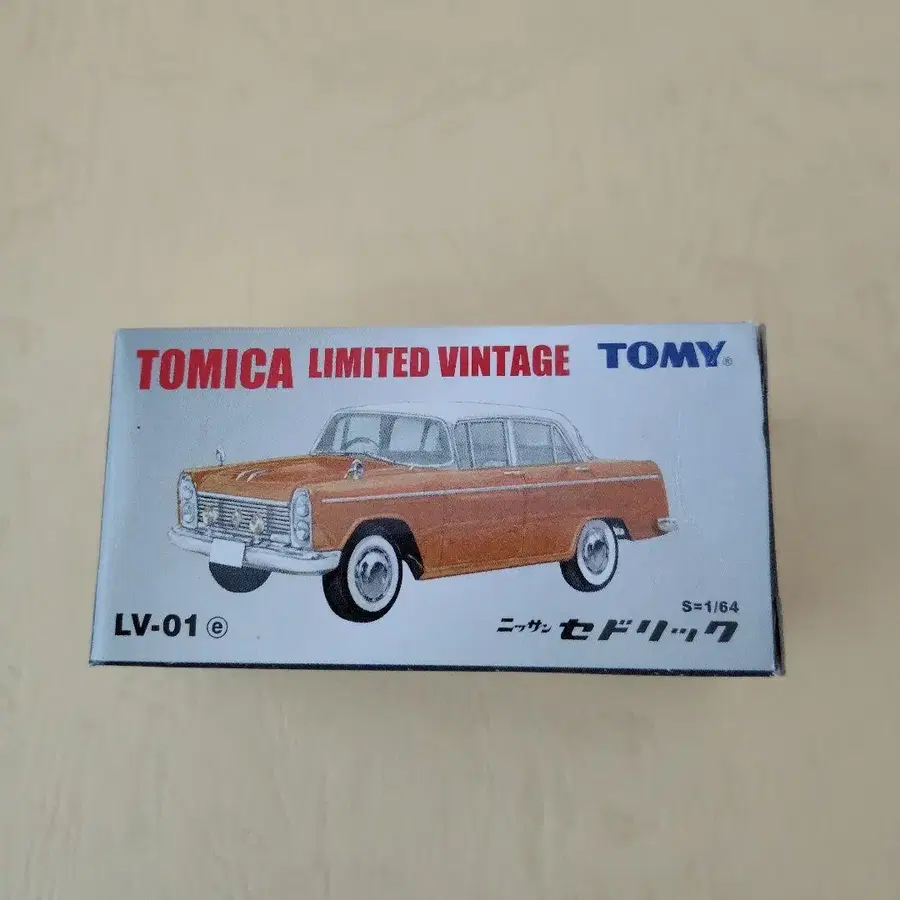 TOMICA LIMITED VINTAGE TOMY®
S=1/64
LV-01 ⓔ ニッサン セドリック